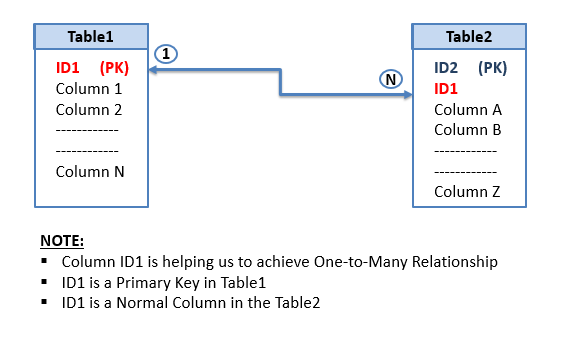 Table1
ID1 (PK)
Column 1
Column 2
------------
------------
Column N
1
N
Table2
ID2 (PK)
ID1
Column A
Column B
------------
------------
Column Z
NOTE:
▪ Column ID1 is helping us to achieve One-to-Many Relationship
▪ ID1 is a Primary Key in Table1
▪ ID1 is a Normal Column in the Table2